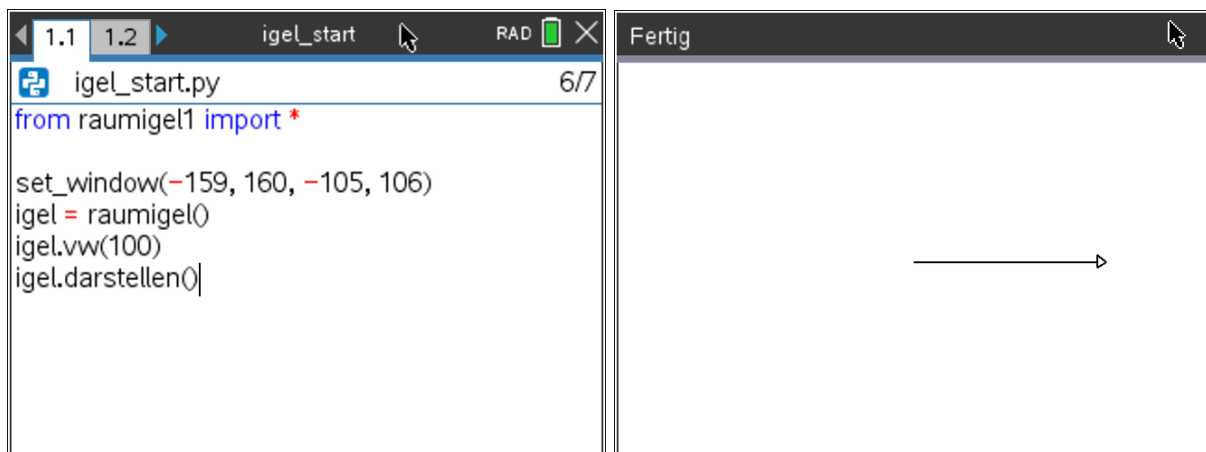 1.1 1.2 igel_start RAD
igel_start.py 6/7
from raumigel1 import *
set_window(−159, 160, −105, 106)
igel = raumigel()
igel.vw(100)
igel.darstellen()
Fertig